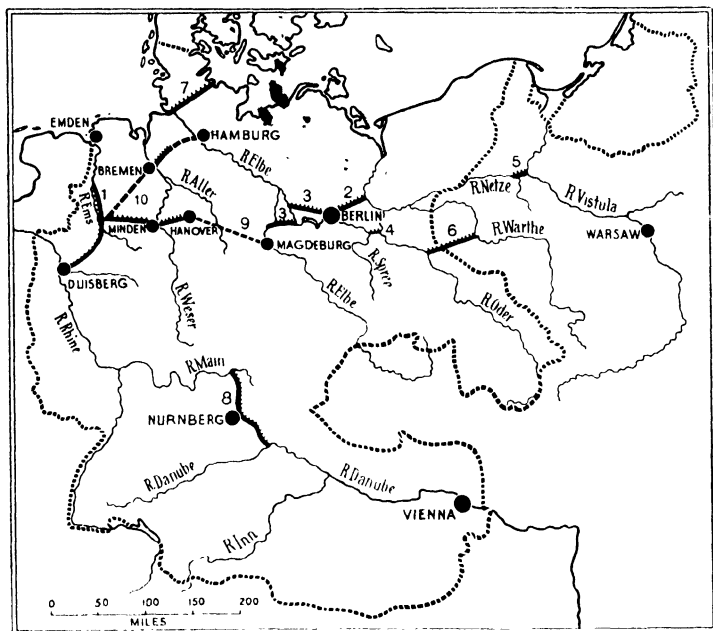 7
EMDEN
HAMBURG
BREMEN
R.Elbe
5
R.Netze
R.Aller
1
R.Ems
10
3
2
R.Vistula
3
BERLIN
6
MINDEN
HANOVER
9
4
R.Warthe
WARSAW
MAGDEBURG
DUISBERG
R.Spree
R.Weser
R.Elbe
R.Oder
R.Rhine
R.Main
8
NURNBERG
R.Danube
R.Danube
VIENNA
R.Inn
0 50 100 150 200
MILES